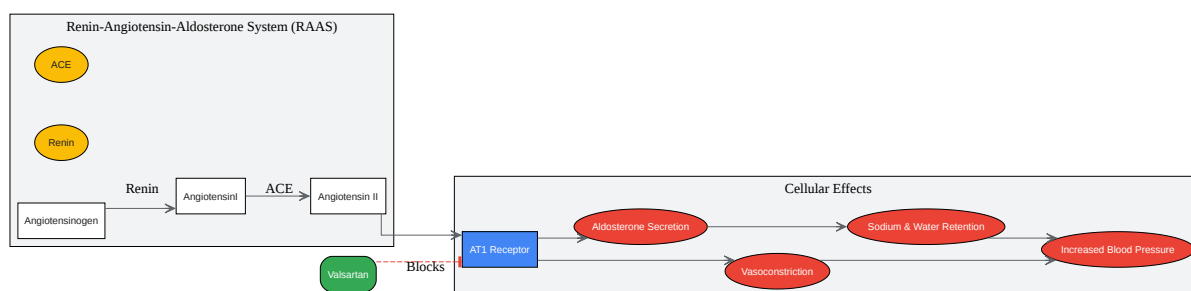 Renin-Angiotensin-Aldosterone System (RAAS)
ACE
Renin
Renin
ACE
AngiotensinI
Angiotensin II
Angiotensinogen
Cellular Effects
Aldosterone Secretion
Sodium & Water Retention
AT1 Receptor
Increased Blood Pressure
Blocks
Valsartan
Vasoconstriction